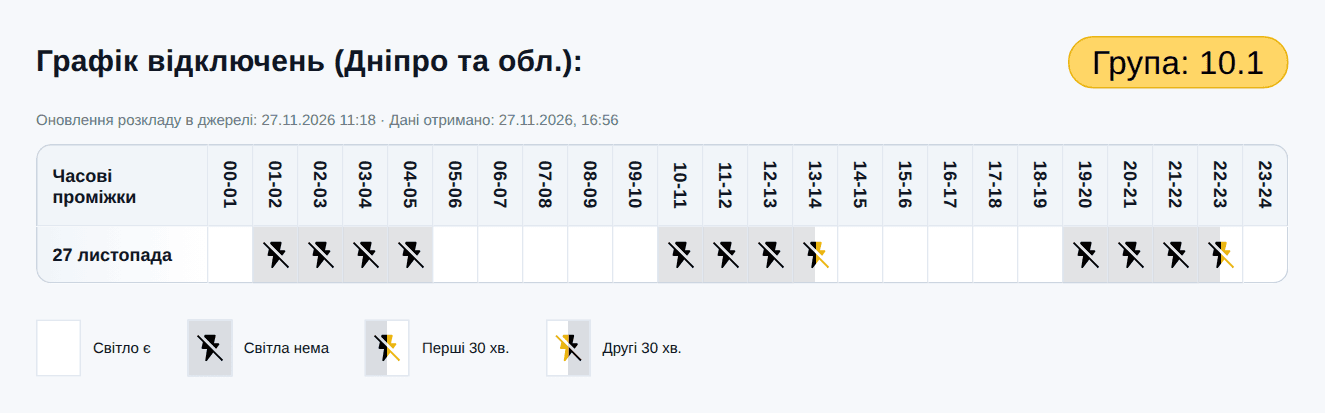 Графік відключень (Дніпро та обл.):
Група: 10.1
Оновлення розкладу в джерелі: 27.11.2026 11:18 · Дані отримано: 27.11.2026, 16:56
Часові
проміжки
00-01
01-02
02-03
03-04
04-05
05-06
06-07
07-08
08-09
09-10
10-11
11-12
12-13
13-14
14-15
15-16
16-17
17-18
18-19
19-20
20-21
21-22
22-23
23-24
27 листопада
Світло є
Світла нема
Перші 30 хв.
Другі 30 хв.